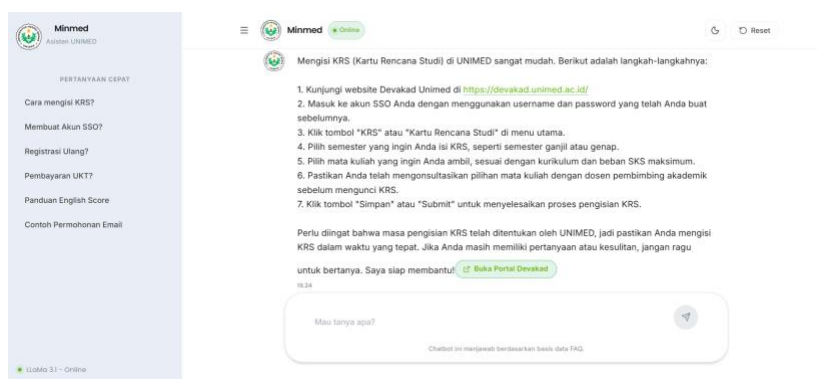 Minmed
Asisten UNIMED
PERTANYAAN CEPAT
Cara mengisi KRS?
Membuat Akun SSO?
Registrasi Ulang?
Pembayaran UKT?
Panduan English Score
Contoh Permohonan Email
LLaMa 3.1 - Online
Minmed
Online
Reset
Mengisi KRS (Kartu Rencana Studi) di UNIMED sangat mudah. Berikut adalah langkah-langkahnya:
1. Kunjungi website Devakad Unimed di https://devakad.unimed.ac.id/
2. Masuk ke akun SSO Anda dengan menggunakan username dan password yang telah Anda buat
sebelumnya.
3. Klik tombol "KRS" atau "Kartu Rencana Studi" di menu utama.
4. Pilih semester yang ingin Anda isi KRS, seperti semester ganjil atau genap.
5. Pilih mata kuliah yang ingin Anda ambil, sesuai dengan kurikulum dan beban SKS maksimum.
6. Pastikan Anda telah mengonsultasikan pilihan mata kuliah dengan dosen pembimbing akademik
sebelum mengunci KRS.
7. Klik tombol "Simpan" atau "Submit" untuk menyelesaikan proses pengisian KRS.
Perlu diingat bahwa masa pengisian KRS telah ditentukan oleh UNIMED, jadi pastikan Anda mengisi
KRS dalam waktu yang tepat. Jika Anda masih memiliki pertanyaan atau kesulitan, jangan ragu
untuk bertanya. Saya siap membantu! Buka Portal Devakad
15.24
Mau tanya apa?
Chatbot ini menjawab berdasarkan basis data FAQ.